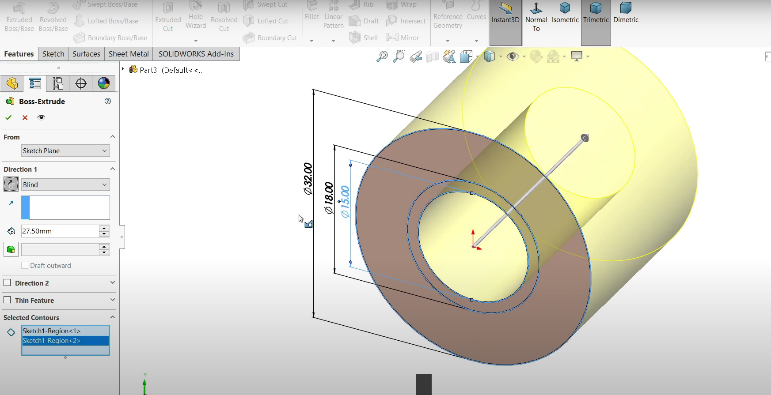 Swept Boss/Base
Extruded Boss/Base
Revolved Boss/Base
Lofted Boss/Base
Boundary Boss/Base
Extruded Cut
Hole Wizard
Revolved Cut
Swept Cut
Lofted Cut
Boundary Cut
Fillet
Linear Pattern
Rib
Draft
Shell
Wrap
Intersect
Mirror
Reference Geometry
Curves
Instant3D
Normal To
Isometric
Trimetric
Dimetric
Features
Sketch
Surfaces
Sheet Metal
SOLIDWORKS Add-Ins
Part3 (Default<<...
Boss-Extrude
From
Sketch Plane
Direction 1
Blind
27.50mm
Draft outward
Direction 2
Thin Feature
Selected Contours
Sketch1-Region<1>
Sketch1-Region<2>
Ø32.00
Ø18.00
Ø15.00